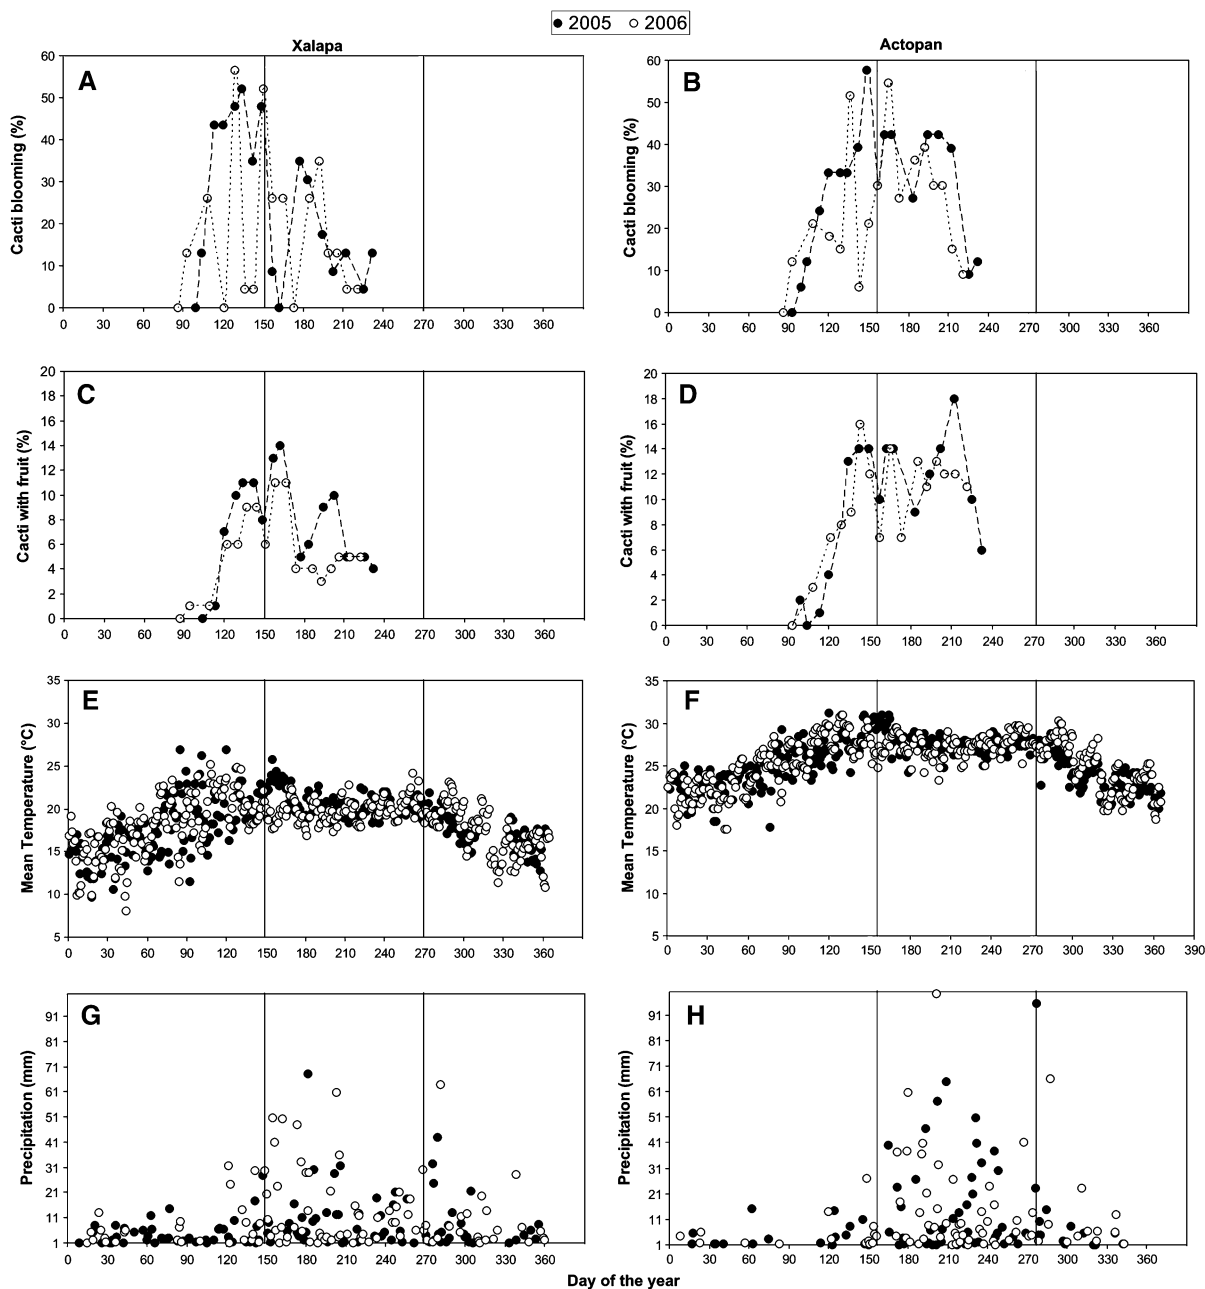 2005 2006
Xalapa
Actopan
A
B
Cacti blooming (%)
60
50
40
30
20
10
0
0 30 60 90 120 150 180 210 240 270 300 330 360
Cacti blooming (%)
60
50
40
30
20
10
0
0 30 60 90 120 150 180 210 240 270 300 330 360
C
D
Cacti with fruit (%)
20
18
16
14
12
10
8
6
4
2
0
0 30 60 90 120 150 180 210 240 270 300 330 360
Cacti with fruit (%)
20
18
16
14
12
10
8
6
4
2
0
0 30 60 90 120 150 180 210 240 270 300 330 360
E
F
Mean Temperature (°C)
35
30
25
20
15
10
5
0 30 60 90 120 150 180 210 240 270 300 330 360
Mean Temperature (°C)
35
30
25
20
15
10
5
0 30 60 90 120 150 180 210 240 270 300 330 360 390
G
H
Precipitation (mm)
91
81
71
61
51
41
31
21
11
1
0 30 60 90 120 150 180 210 240 270 300 330 360
Precipitation (mm)
91
81
71
61
51
41
31
21
11
1
0 30 60 90 120 150 180 210 240 270 300 330 360
Day of the year